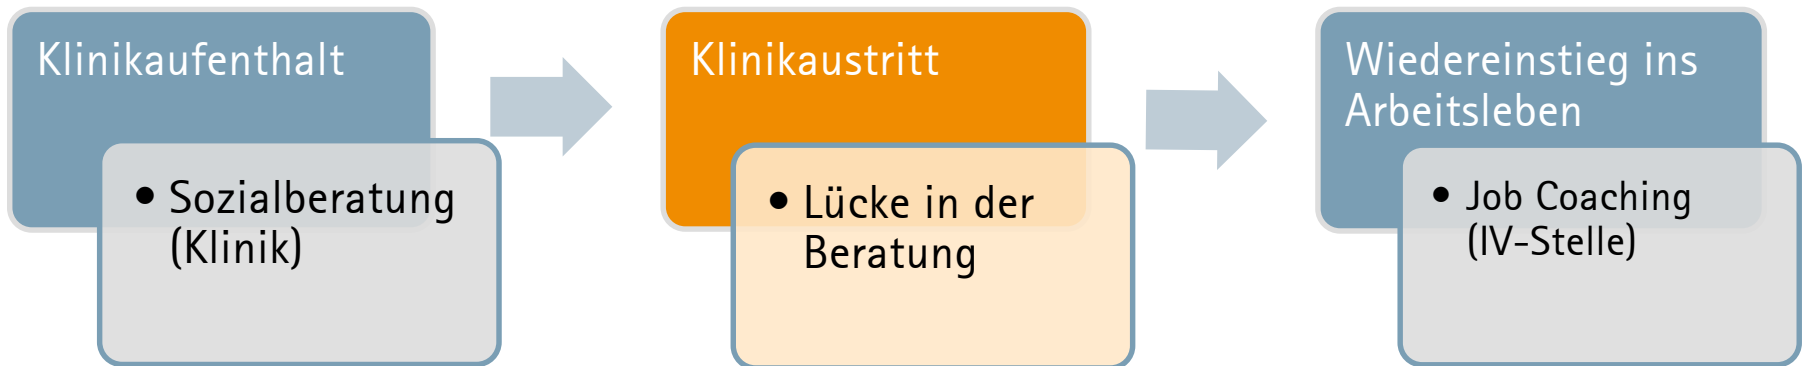 Klinikaufenthalt
• Sozialberatung
(Klinik)
Klinikaustritt
• Lücke in der
Beratung
Wiedereinstieg ins
Arbeitsleben
• Job Coaching
(IV-Stelle)